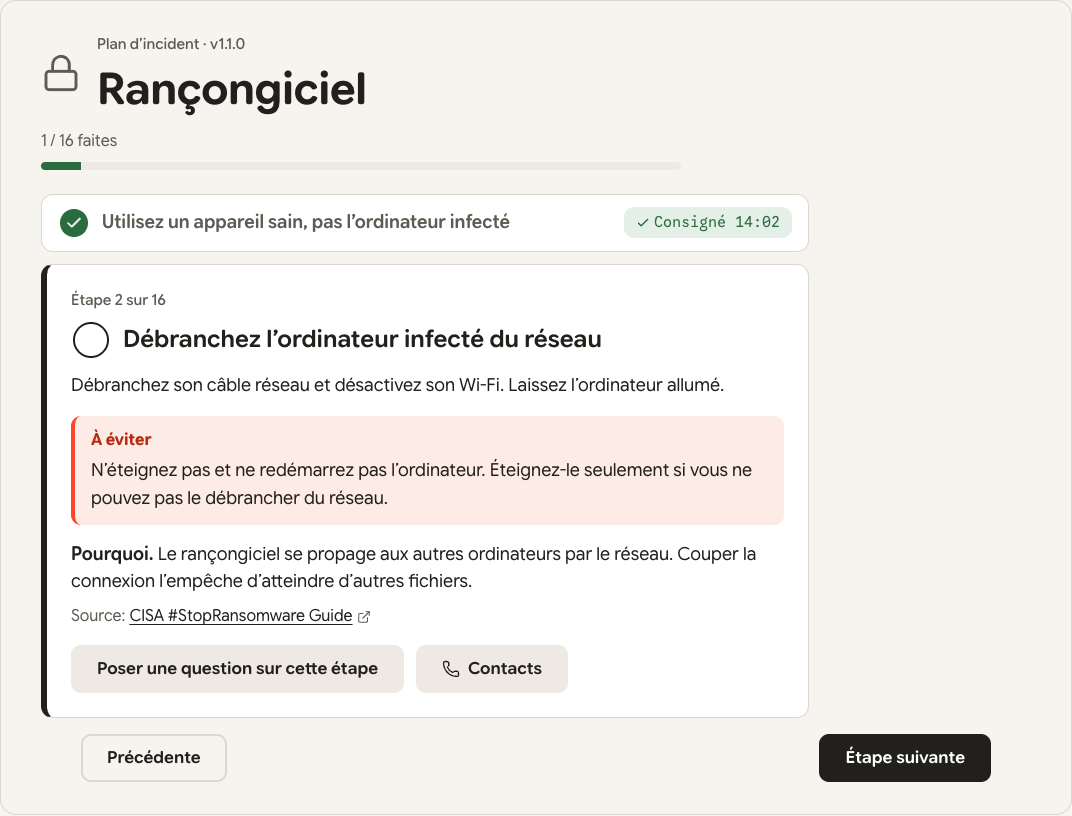 Plan d’incident · v1.1.0
Rançongiciel
1 / 16 faites
Utilisez un appareil sain, pas l’ordinateur infecté
Consigné 14:02
Étape 2 sur 16
Débranchez l’ordinateur infecté du réseau
Débranchez son câble réseau et désactivez son Wi-Fi. Laissez l’ordinateur allumé.
À éviter
N’éteignez pas et ne redémarrez pas l’ordinateur. Éteignez-le seulement si vous ne
pouvez pas le débrancher du réseau.
Pourquoi. Le rançongiciel se propage aux autres ordinateurs par le réseau. Couper la
connexion l’empêche d’atteindre d’autres fichiers.
Source: CISA #StopRansomware Guide
Poser une question sur cette étape
Contacts
Précédente
Étape suivante